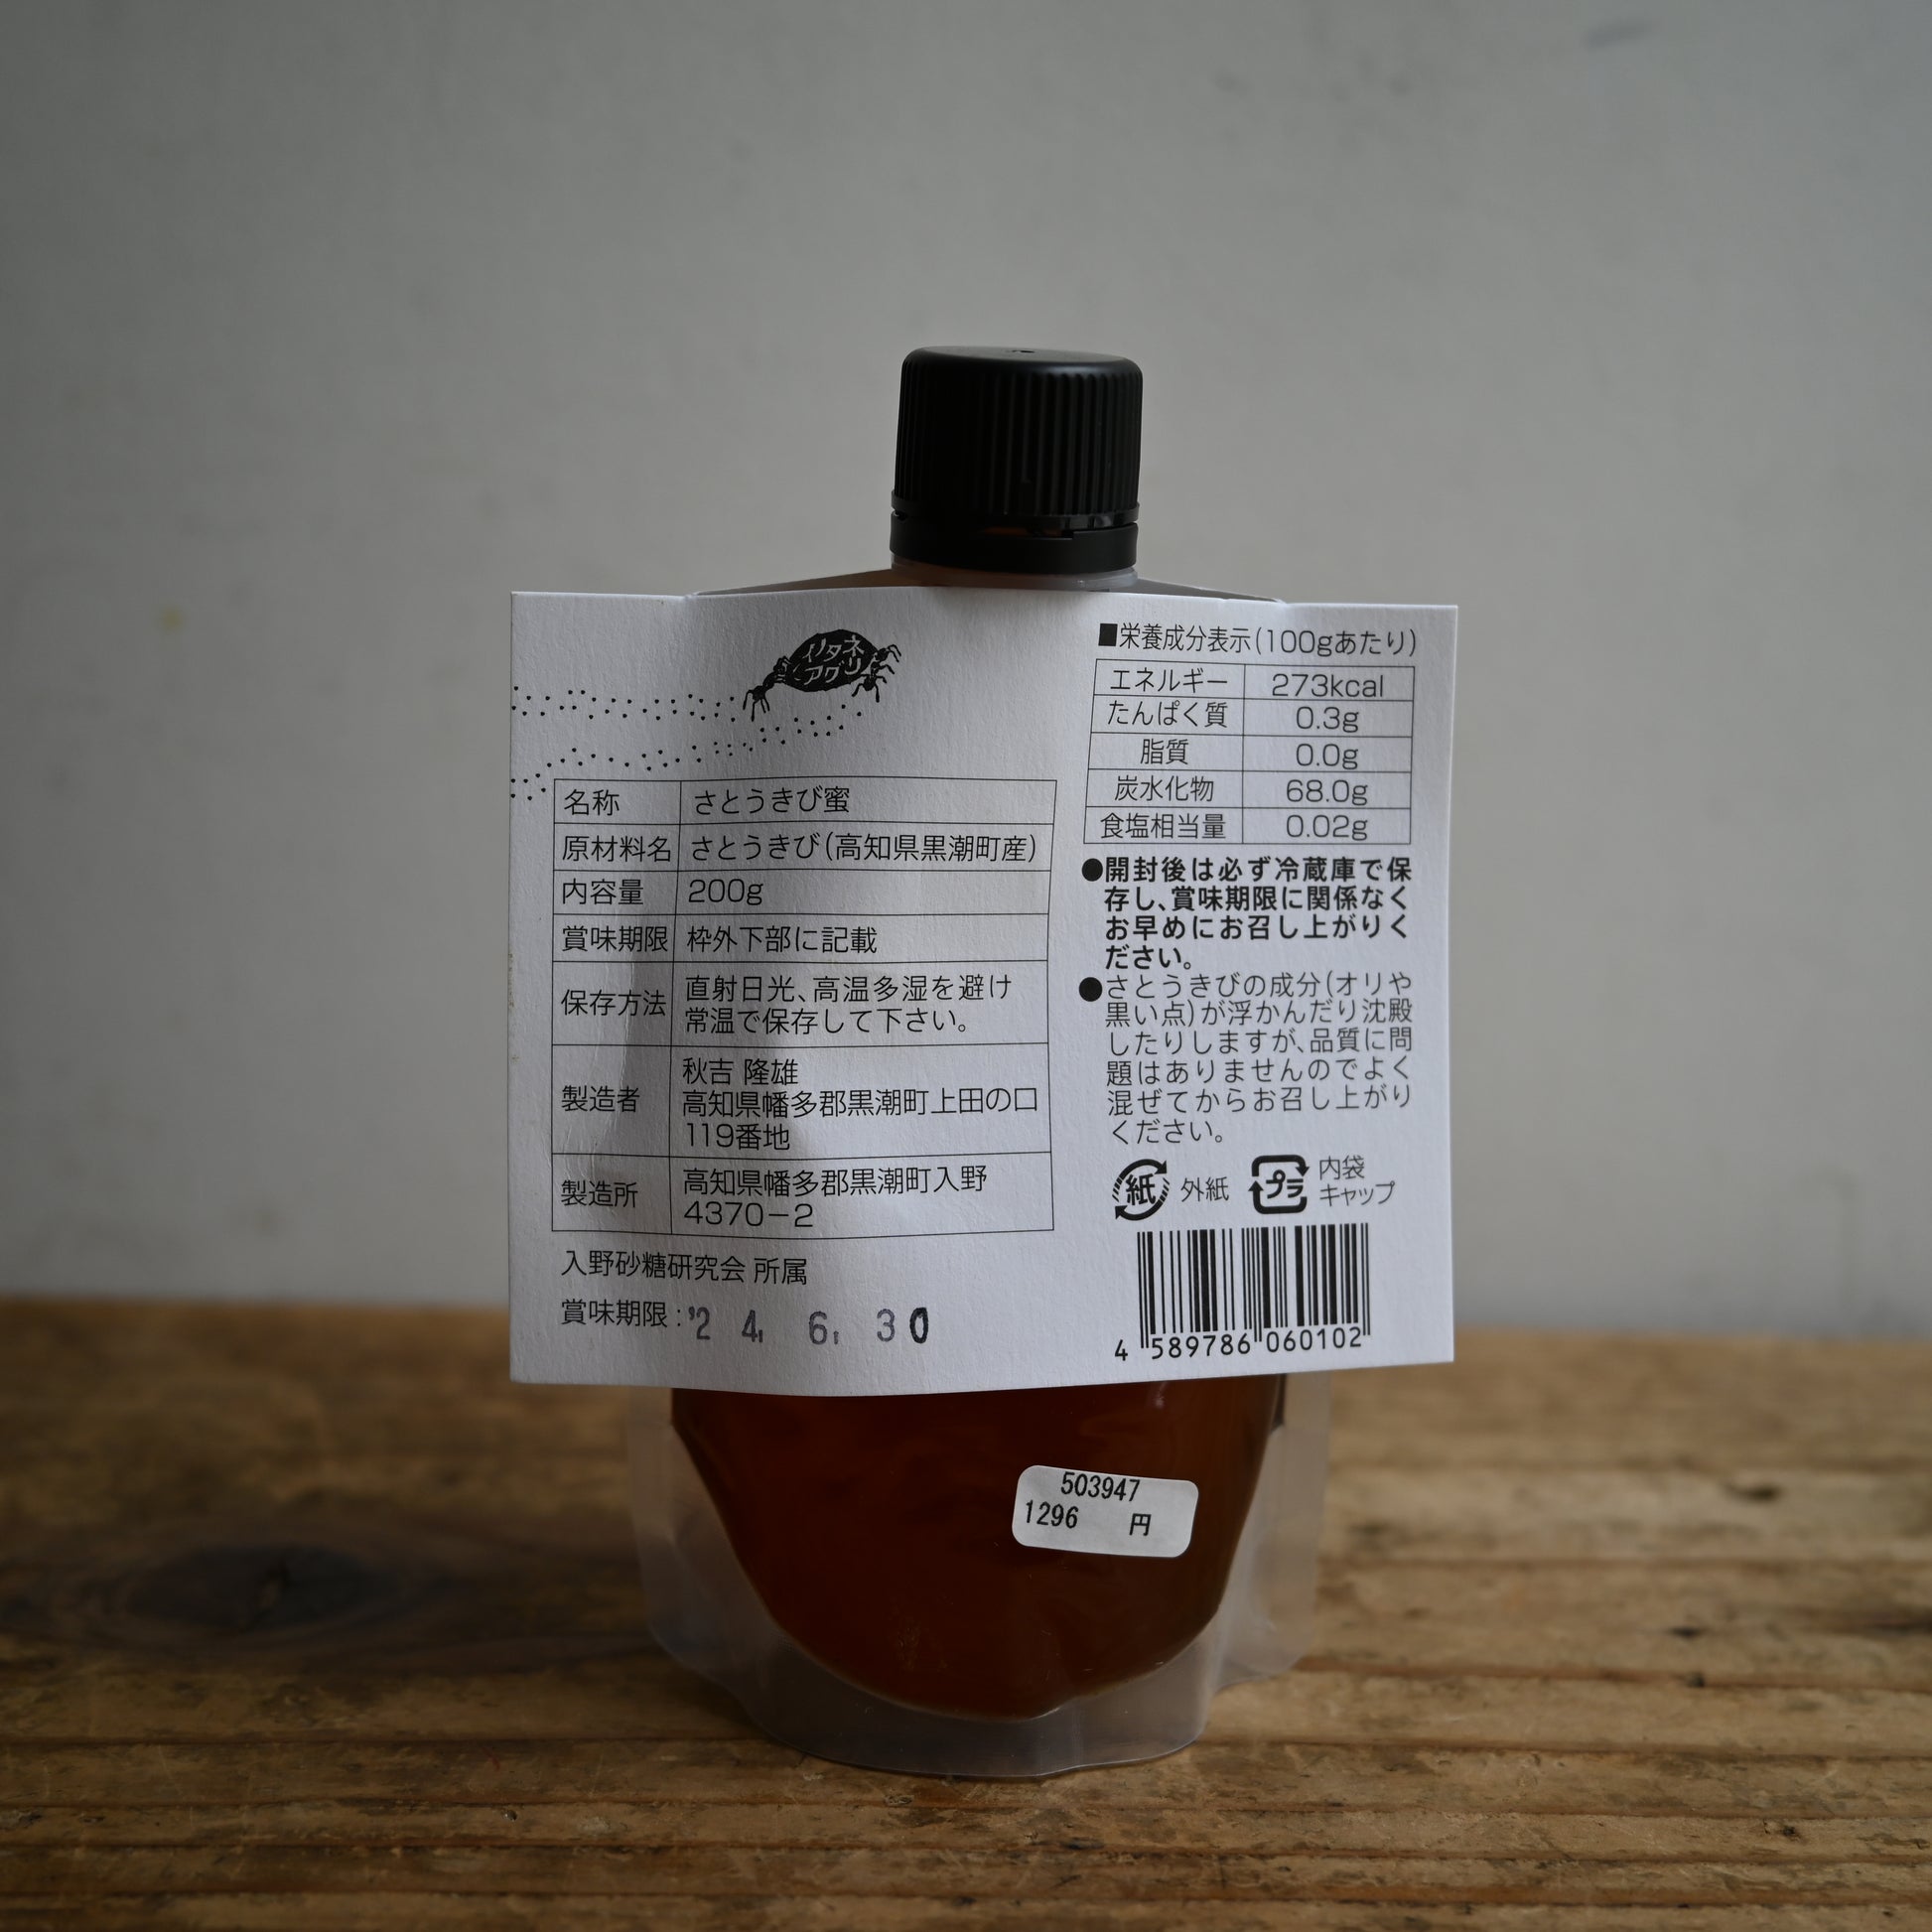 イノタネ
アグリ
名称 さとうきび蜜
原材料名 さとうきび(高知県黒潮町産)
内容量 200g
賞味期限 枠外下部に記載
保存方法 直射日光、高温多湿を避け
常温で保存して下さい。
製造者 秋吉 隆雄
高知県幡多郡黒潮町上田の口
119番地
製造所 高知県幡多郡黒潮町入野
4370-2
入野砂糖研究会 所属
賞味期限:'24. 6. 30
■栄養成分表示(100gあたり)
エネルギー 273kcal
たんぱく質 0.3g
脂質 0.0g
炭水化物 68.0g
食塩相当量 0.02g
●開封後は必ず冷蔵庫で保
存し、賞味期限に関係なく
お早めにお召し上がりく
ださい。
●さとうきびの成分(オリや
黒い点)が浮かんだり沈殿
したりしますが、品質に問
題はありませんのでよく
混ぜてからお召し上がり
ください。
紙 外紙 プラ 内袋
キャップ
4 589786 060102
503947
1296 円